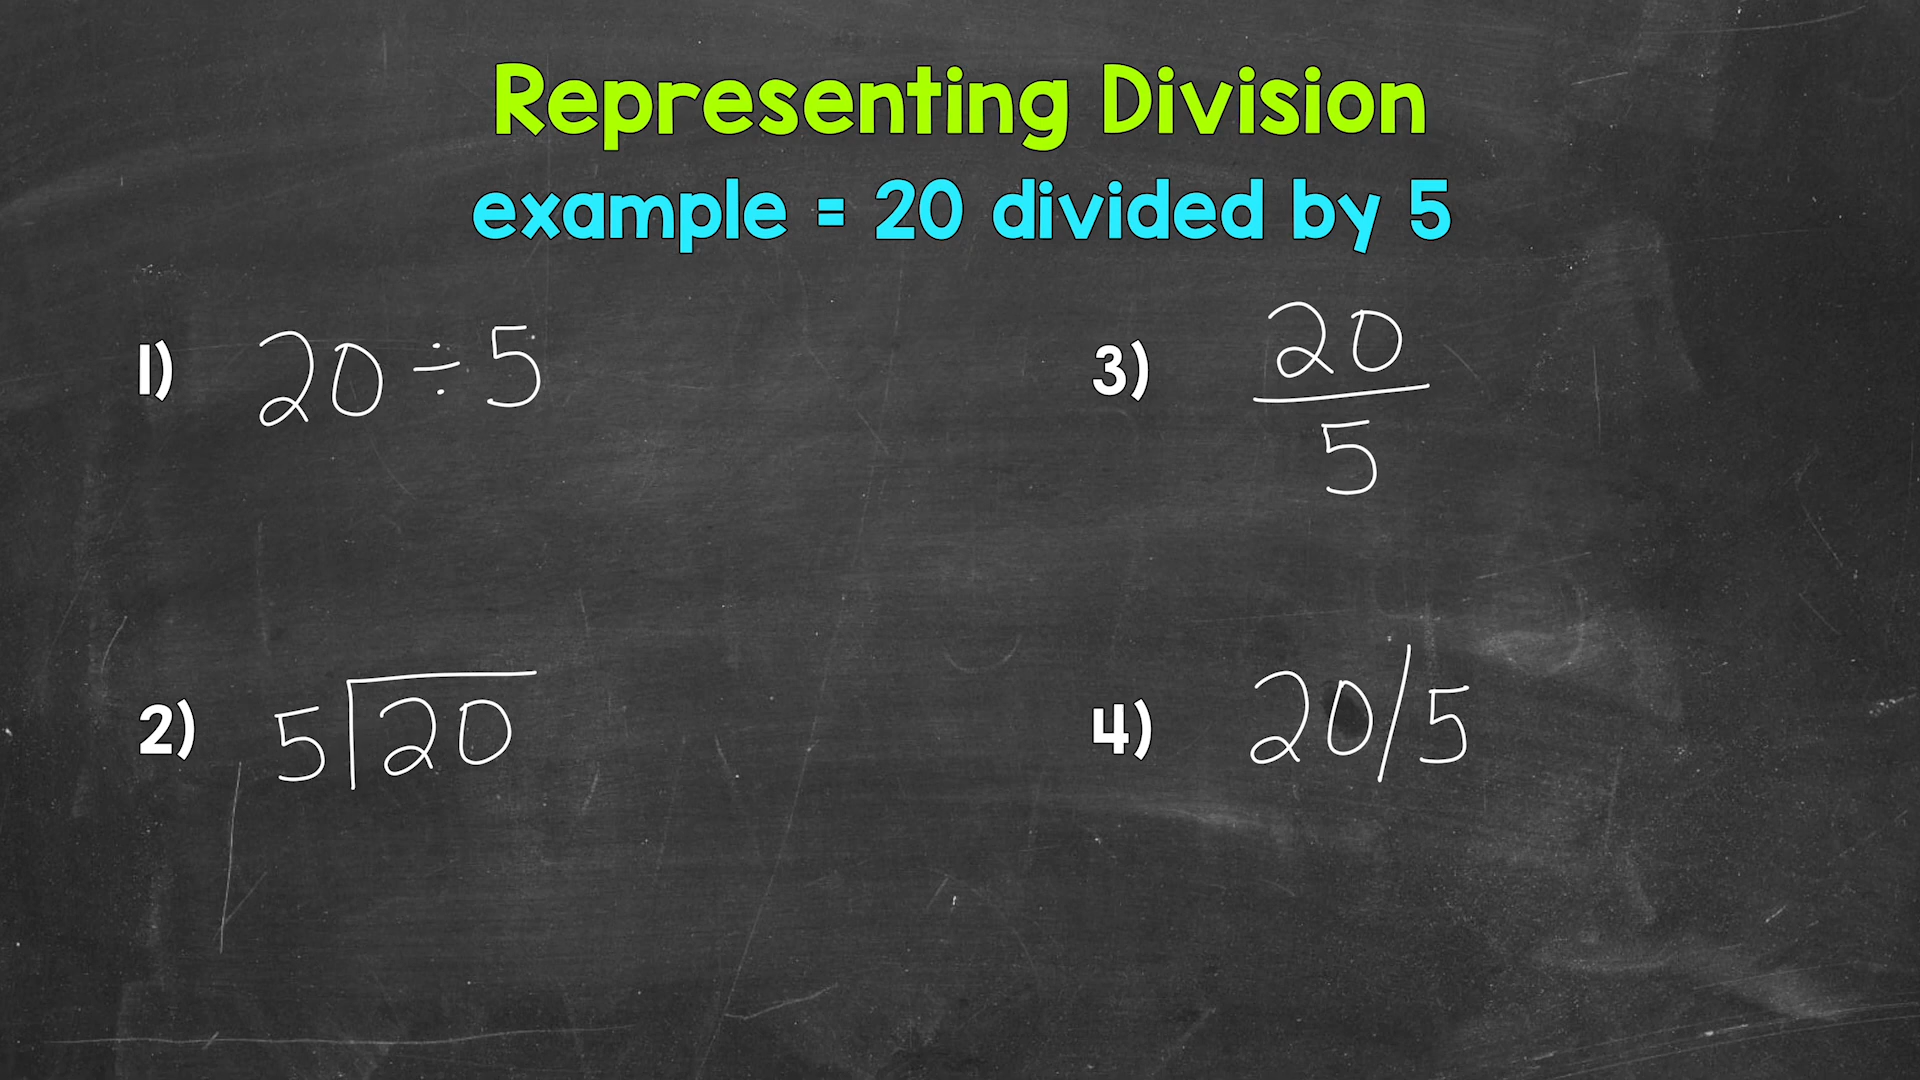 Representing Division
example = 20 divided by 5
1) 20 ÷ 5
3) 20
5
2) 5 20
4) 20/5